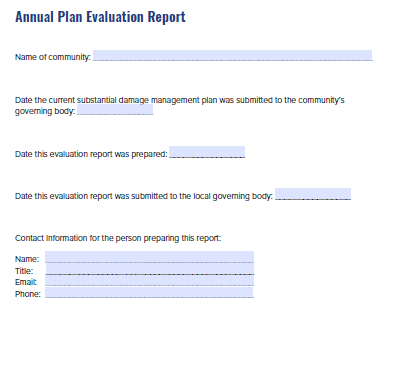 Annual Plan Evaluation Report
Name of community:
Date the current substantial damage management plan was submitted to the community's
governing body:
Date this evaluation report was prepared:
Date this evaluation report was submitted to the local governing body:
Contact Information for the person preparing this report:
Name:
Title:
Email:
Phone: